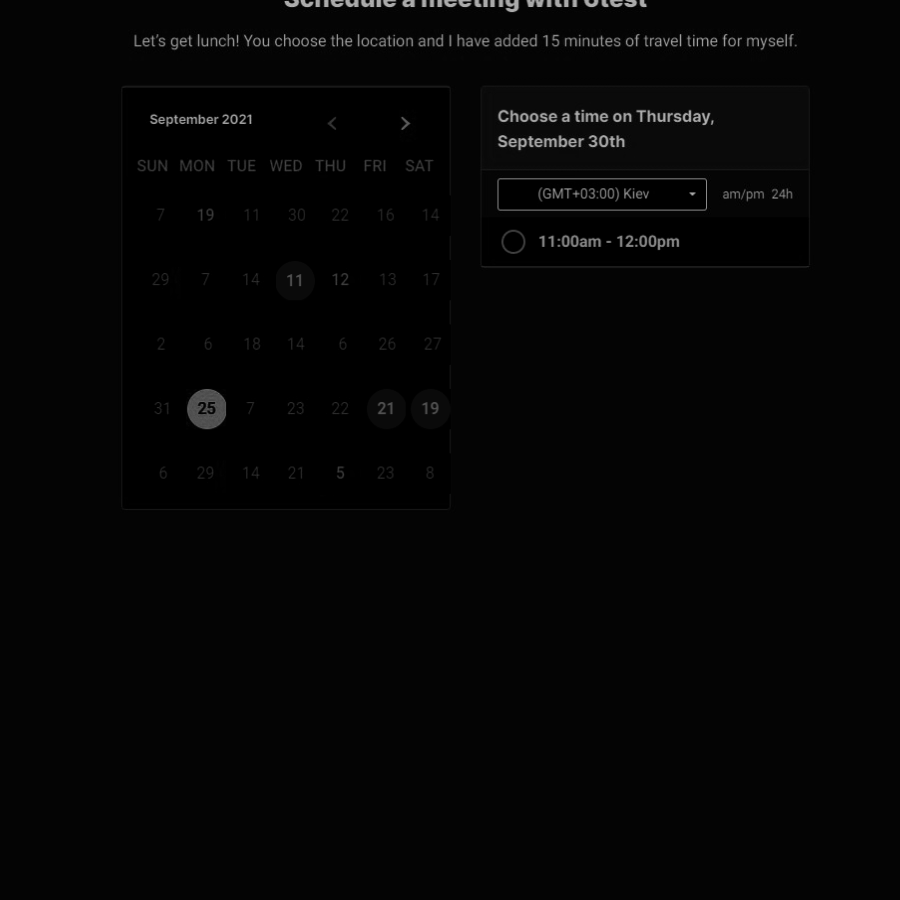 Schedule a meeting with Otest
Let's get lunch! You choose the location and I have added 15 minutes of travel time for myself.
September 2021
SUN MON TUE WED THU FRI SAT
7 19 11 30 22 16 14
29 7 14 11 12 13 17
2 6 18 14 6 26 27
31 25 7 23 22 21 19
6 29 14 21 5 23 8
Choose a time on Thursday,
September 30th
(GMT+03:00) Kiev am/pm 24h
11:00am - 12:00pm